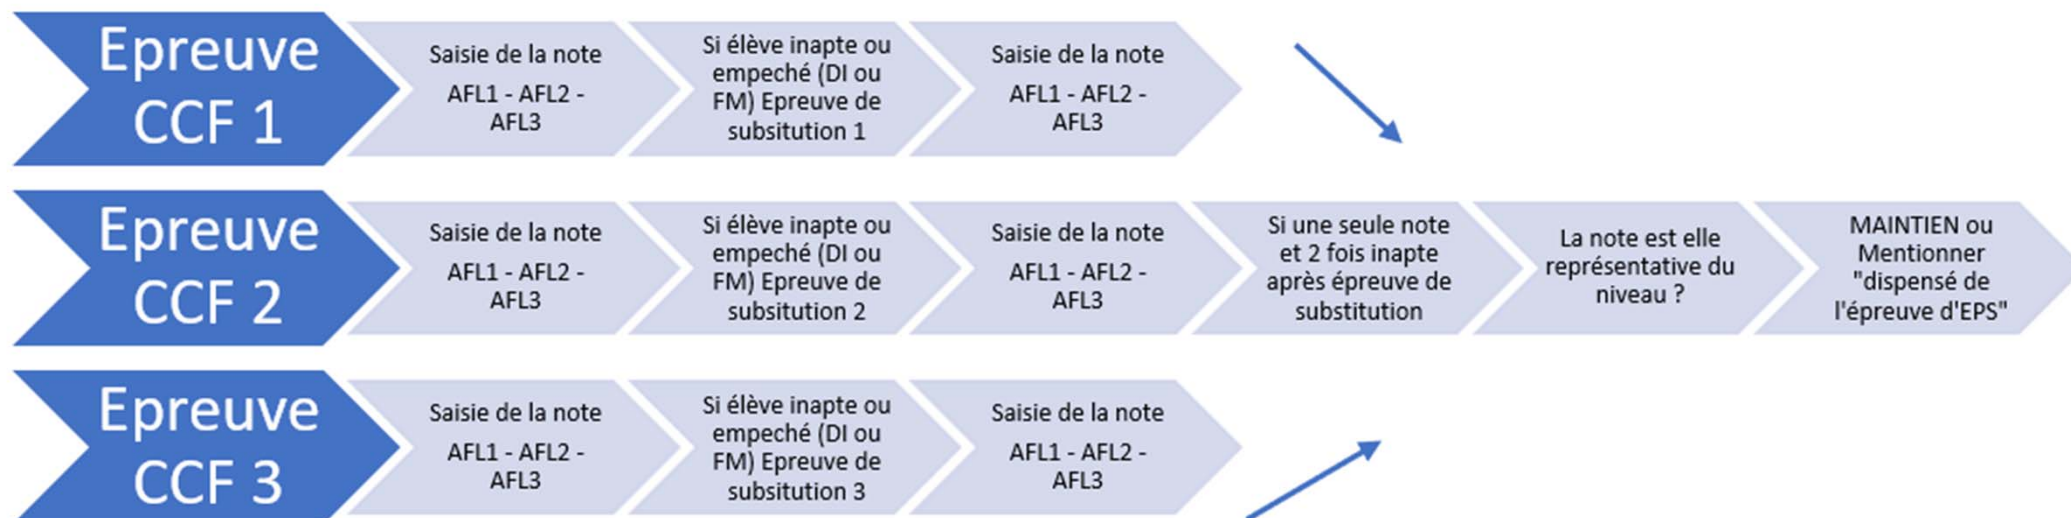 Epreuve
CCF 1
Saisie de la note
AFL1 - AFL2 -
AFL3
Si élève inapte ou
empeché (DI ou
FM) Epreuve de
subsitution 1
Saisie de la note
AFL1 - AFL2 -
AFL3
Epreuve
CCF 2
Saisie de la note
AFL1 - AFL2 -
AFL3
Si élève inapte ou
empeché (DI ou
FM) Epreuve de
subsitution 2
Saisie de la note
AFL1 - AFL2 -
AFL3
Si une seule note
et 2 fois inapte
après épreuve de
substitution
La note est elle
représentative du
niveau ?
MAINTIEN ou
Mentionner
"dispensé de
l'épreuve d'EPS"
Epreuve
CCF 3
Saisie de la note
AFL1 - AFL2 -
AFL3
Si élève inapte ou
empeché (DI ou
FM) Epreuve de
subsitution 3
Saisie de la note
AFL1 - AFL2 -
AFL3